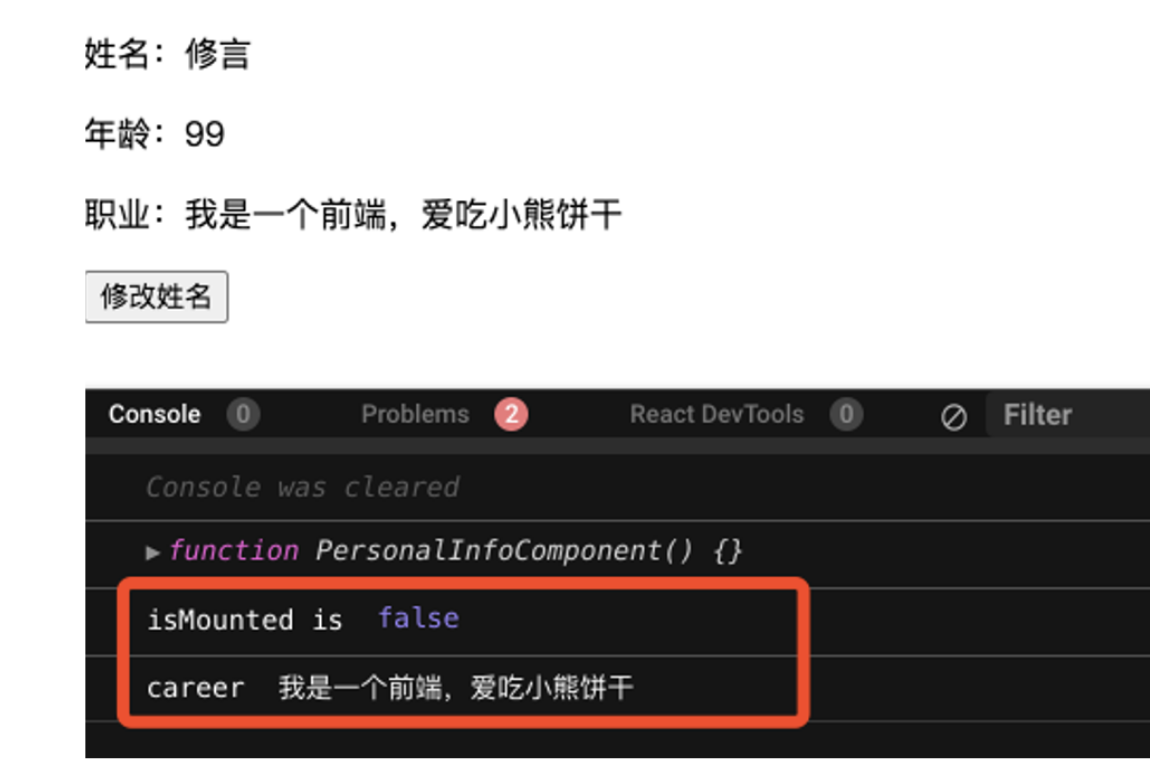 姓名：修言
年龄：99
职业：我是一个前端，爱吃小熊饼干
修改姓名
Console 0 Problems 2 React DevTools 0 Filter
Console was cleared
function PersonalInfoComponent() {}
isMounted is false
career 我是一个前端，爱吃小熊饼干